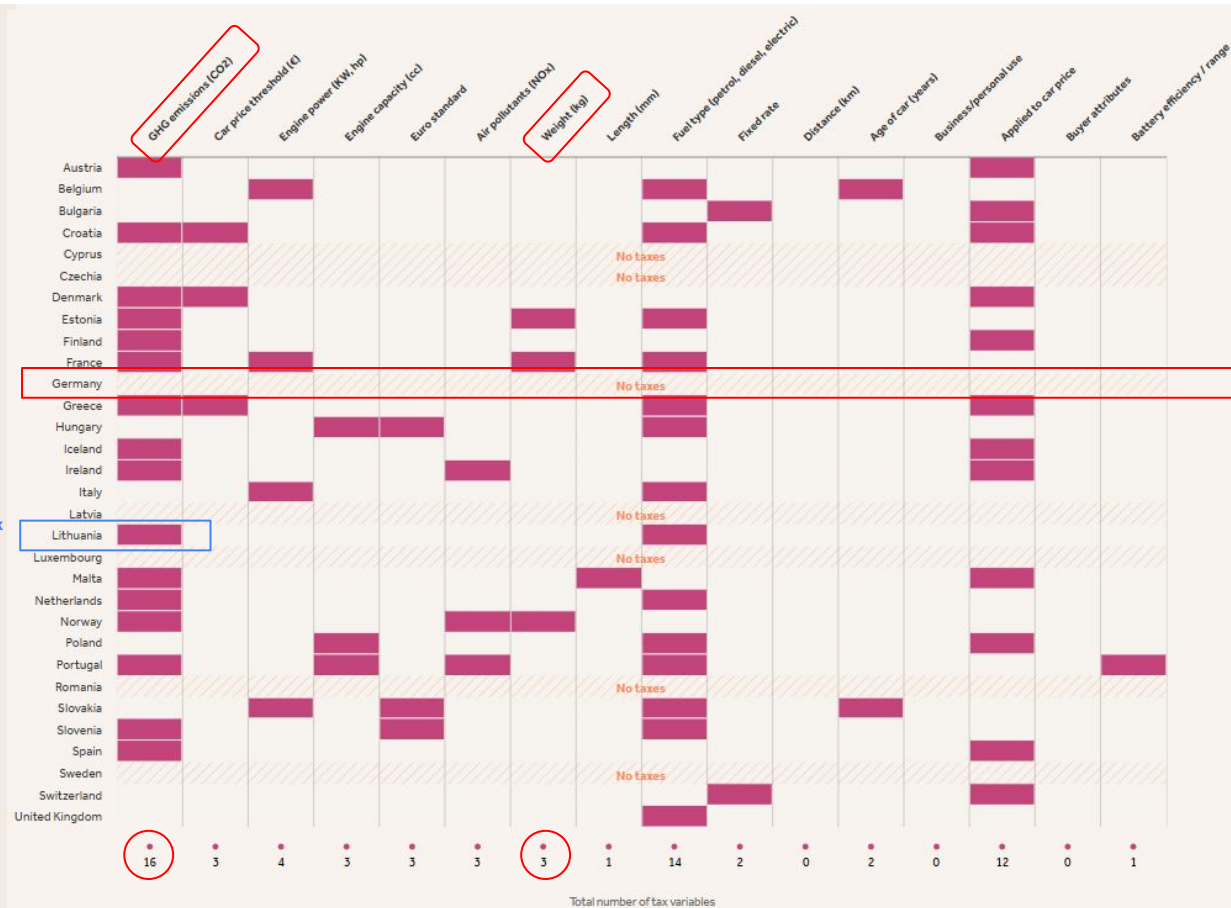 GHG emissions (CO2)
Car price threshold (€)
Engine power (KW, hp)
Engine capacity (cc)
Euro standard
Air pollutants (NOx)
Weight (kg)
Length (mm)
Fuel type (petrol, diesel, electric)
Fixed rate
Distance (km)
Age of car (years)
Business/personal use
Applied to car price
Buyer attributes
Battery efficiency / range
Austria
Belgium
Bulgaria
Croatia
Cyprus No taxes
Czechia No taxes
Denmark
Estonia
Finland
France
Germany No taxes
Greece
Hungary
Iceland
Ireland
Italy
Latvia No taxes
x
Lithuania
Luxembourg No taxes
Malta
Netherlands
Norway
Poland
Portugal
Romania No taxes
Slovakia
Slovenia
Spain
Sweden No taxes
Switzerland
United Kingdom
16 3 4 3 3 3 3 1 14 2 0 2 0 12 0 1
Total number of tax variables